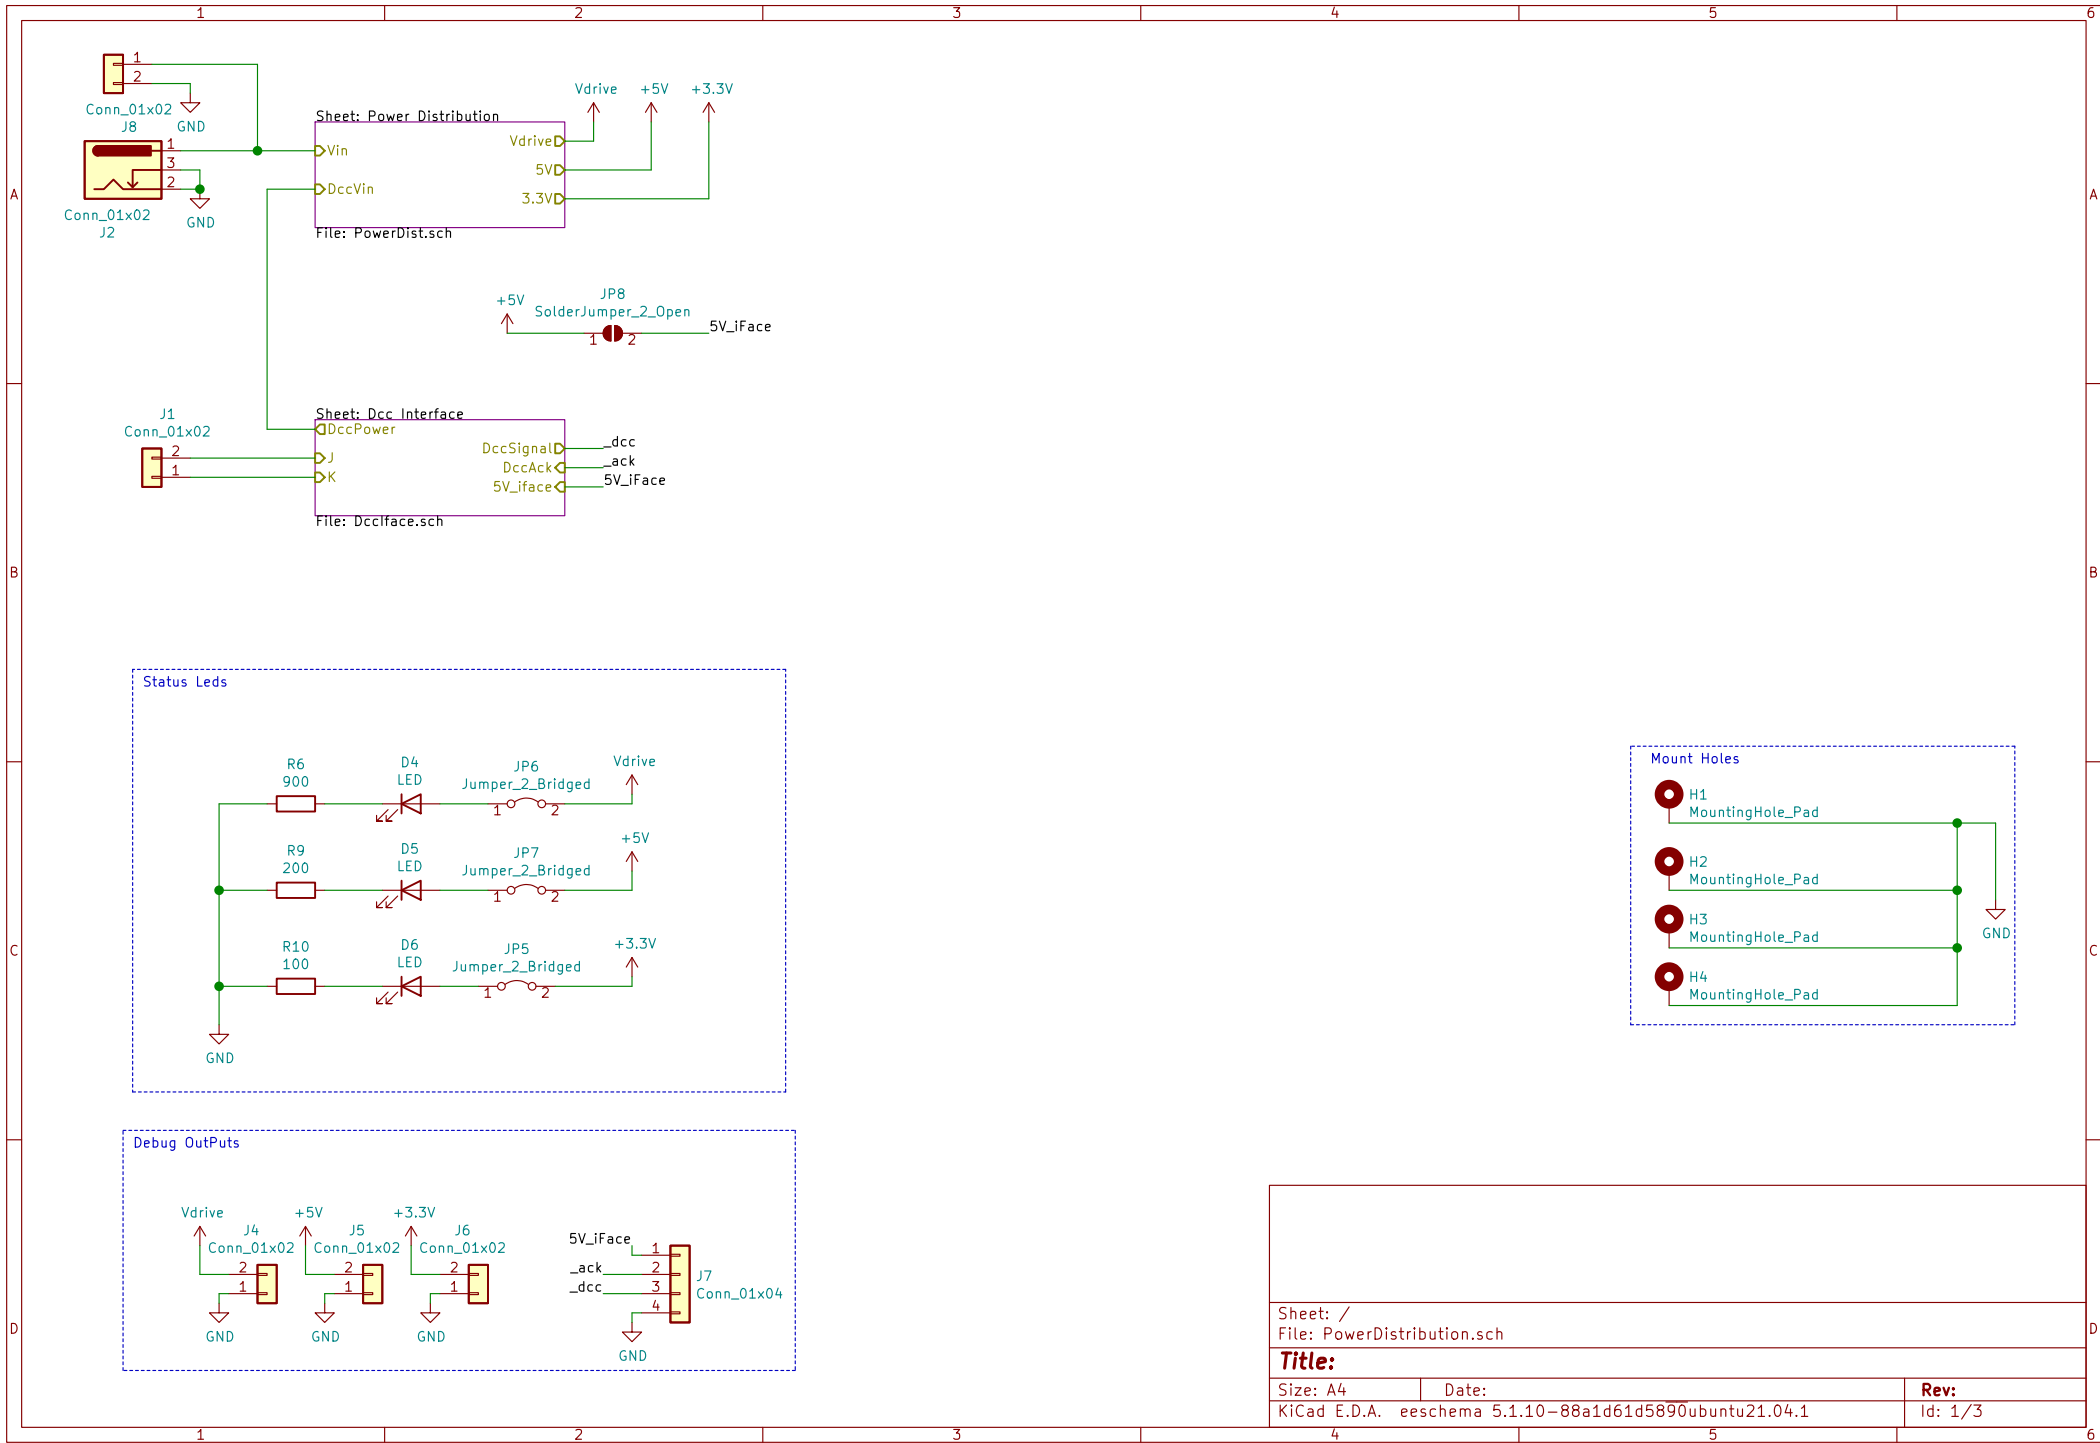 1 2 3 4 5 6
A
B
C
D
A
B
C
D
1 2 3 4 5 6
1
2
Conn_01x02
J8
GND
1
3
2
Conn_01x02
J2
GND
Sheet: Power Distribution
Vin
DccVin
Vdrive
5V
3.3V
File: PowerDist.sch
Vdrive
+5V
+3.3V
+5V
JP8
SolderJumper_2_Open
1 2
5V_iFace
J1
Conn_01x02
2
1
Sheet: Dcc Interface
DccPower
J
K
DccSignal
DccAck
5V_iface
File: DccIface.sch
_dcc
_ack
5V_iFace
Status Leds
R6
900
D4
LED
JP6
Jumper_2_Bridged
1 2
Vdrive
R9
200
D5
LED
JP7
Jumper_2_Bridged
1 2
+5V
R10
100
D6
LED
JP5
Jumper_2_Bridged
1 2
+3.3V
GND
Mount Holes
H1
MountingHole_Pad
H2
MountingHole_Pad
H3
MountingHole_Pad
H4
MountingHole_Pad
GND
Debug OutPuts
Vdrive
J4
Conn_01x02
2
1
GND
+5V
J5
Conn_01x02
2
1
GND
+3.3V
J6
Conn_01x02
2
1
GND
5V_iFace
_ack
_dcc
1
2
3
4
J7
Conn_01x04
GND
Sheet: /
File: PowerDistribution.sch
Title:
Size: A4 Date: Rev:
KiCad E.D.A. eeschema 5.1.10-88a1d61d5890ubuntu21.04.1 Id: 1/3